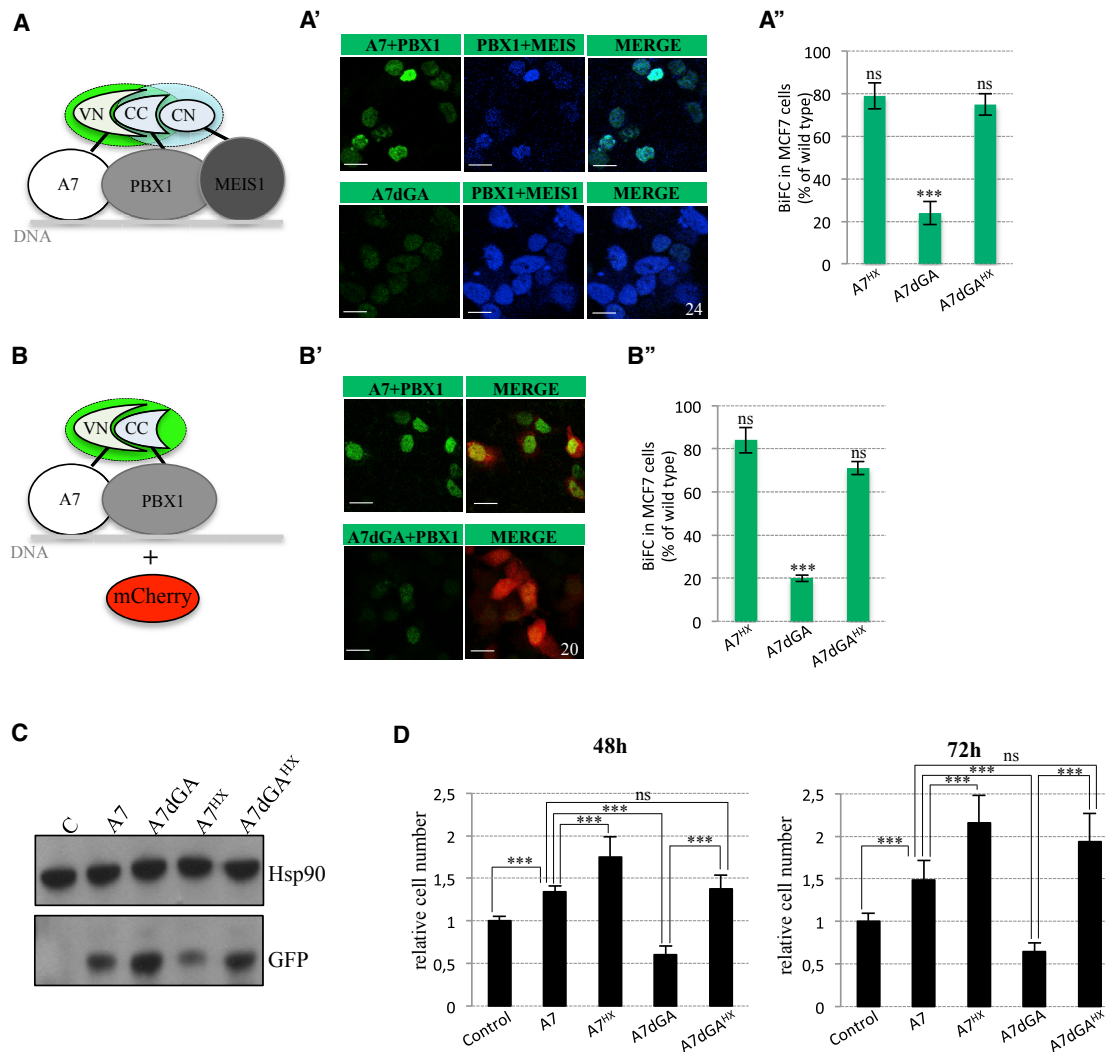 A
VN
CC
CN
A7
PBX1
MEIS1
DNA
A'
A7+PBX1
PBX1+MEIS
MERGE
A7dGA
PBX1+MEIS1
MERGE
24
A"
BiFC in MCF7 cells
(% of wild type)
100
80
60
40
20
0
ns
***
ns
A7HX
A7dGA
A7dGAHX
B
VN
CC
A7
PBX1
DNA
+
mCherry
B'
A7+PBX1
MERGE
A7dGA+PBX1
MERGE
20
B"
BiFC in MCF7 cells
(% of wild type)
100
80
60
40
20
0
ns
***
ns
A7HX
A7dGA
A7dGAHX
C
C
A7
A7dGA
A7HX
A7dGAHX
Hsp90
GFP
D
48h
relative cell number
2,5
2
1,5
1
0,5
0
ns
***
***
***
***
Control
A7
A7HX
A7dGA
A7dGAHX
72h
relative cell number
2,5
2
1,5
1
0,5
0
ns
***
***
***
***
Control
A7
A7HX
A7dGA
A7dGAHX